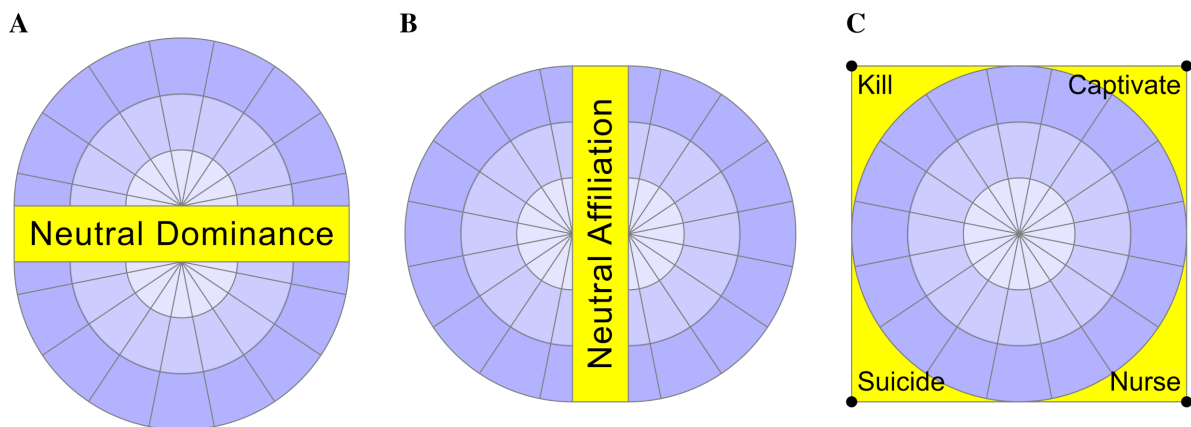 A
B
C
Neutral Dominance
Neutral Affiliation
Kill
Captivate
Suicide
Nurse